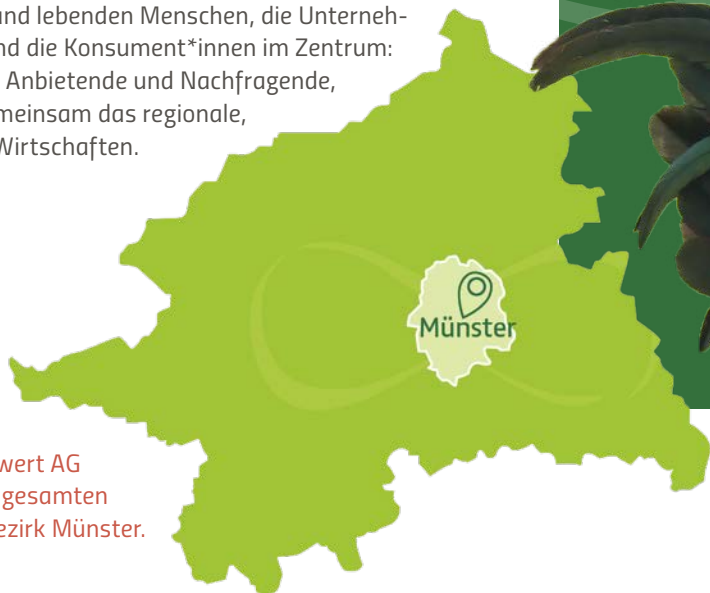 und lebenden Menschen, die Unterneh-
nd die Konsument*innen im Zentrum:
Anbietende und Nachfragende,
meinsam das regionale,
Wirtschaften.
Münster
wert AG
gesamten
ezirk Münster.